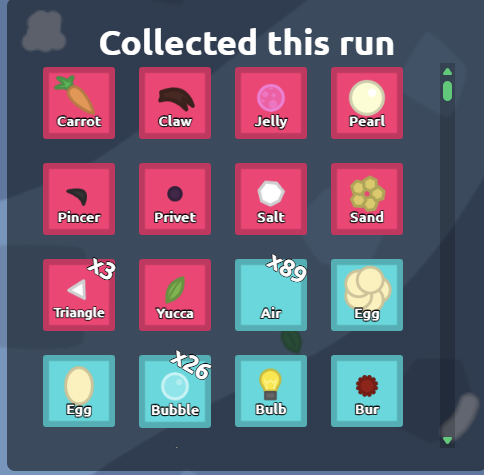 Collected this run
Carrot Claw Jelly Pearl
Pincer Privet Salt Sand
x3 x89
Triangle Yucca Air Egg
x26
Egg Bubble Bulb Bur